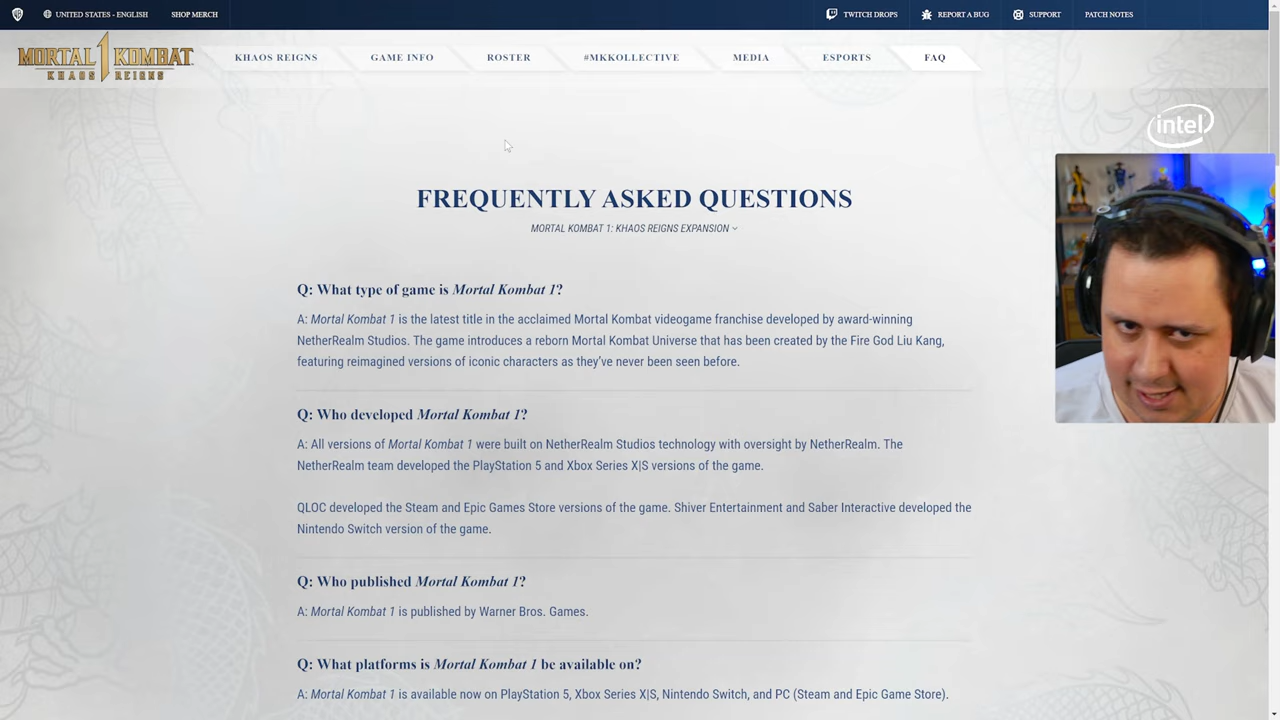 UNITED STATES - ENGLISH SHOP MERCH TWITCH DROPS REPORT A BUG SUPPORT PATCH NOTES
MORTAL KOMBAT 1
KHAOS REIGNS
KHAOS REIGNS GAME INFO ROSTER #MKKOLLECTIVE MEDIA ESPORTS FAQ
intel
FREQUENTLY ASKED QUESTIONS
MORTAL KOMBAT 1: KHAOS REIGNS EXPANSION
Q: What type of game is Mortal Kombat 1?
A: Mortal Kombat 1 is the latest title in the acclaimed Mortal Kombat videogame franchise developed by award-winning
NetherRealm Studios. The game introduces a reborn Mortal Kombat Universe that has been created by the Fire God Liu Kang,
featuring reimagined versions of iconic characters as they've never been seen before.
Q: Who developed Mortal Kombat 1?
A: All versions of Mortal Kombat 1 were built on NetherRealm Studios technology with oversight by NetherRealm. The
NetherRealm team developed the PlayStation 5 and Xbox Series X|S versions of the game.
QLOC developed the Steam and Epic Games Store versions of the game. Shiver Entertainment and Saber Interactive developed the
Nintendo Switch version of the game.
Q: Who published Mortal Kombat 1?
A: Mortal Kombat 1 is published by Warner Bros. Games.
Q: What platforms is Mortal Kombat 1 be available on?
A: Mortal Kombat 1 is available now on PlayStation 5, Xbox Series X|S, Nintendo Switch, and PC (Steam and Epic Game Store).